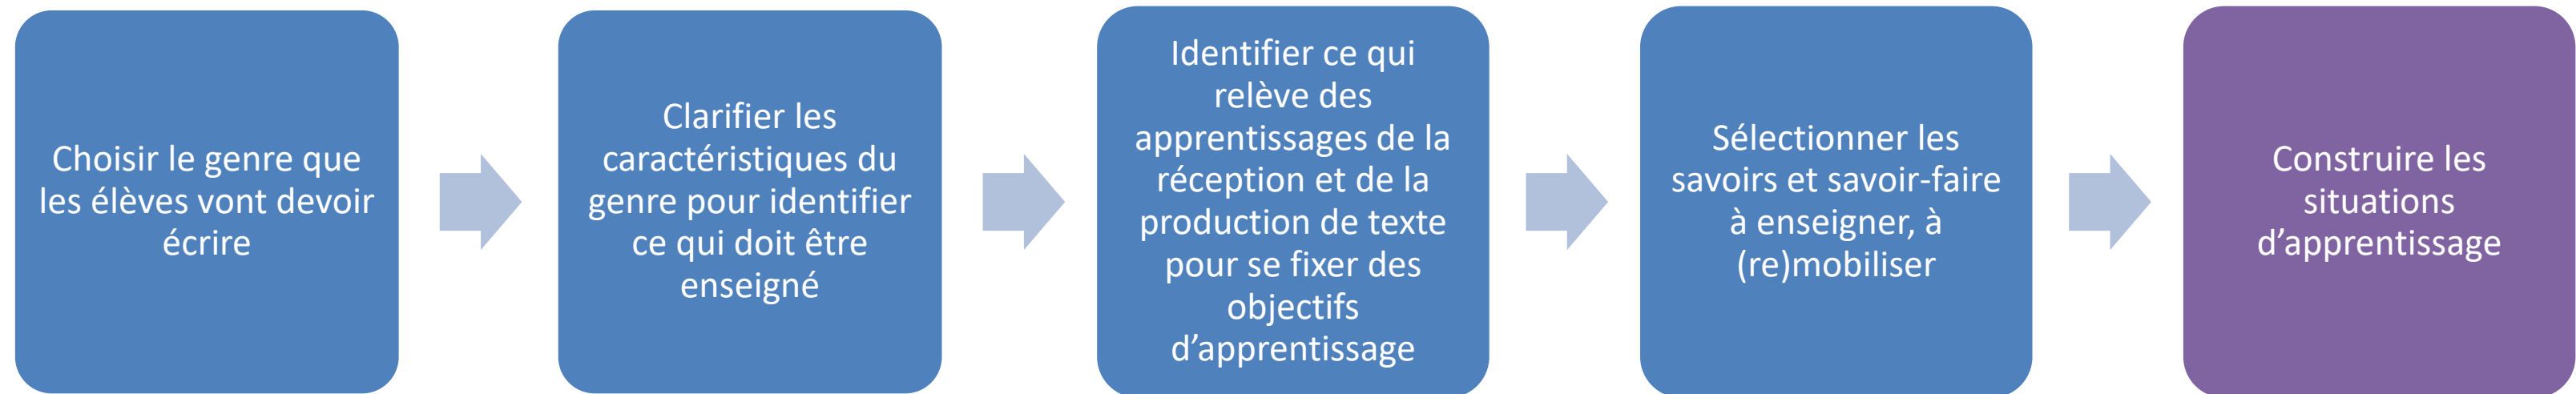 Choisir le genre que
les élèves vont devoir
écrire
Clarifier les
caractéristiques du
genre pour identifier
ce qui doit être
enseigné
Identifier ce qui
relève des
apprentissages de la
réception et de la
production de texte
pour se fixer des
objectifs
d’apprentissage
Sélectionner les
savoirs et savoir-faire
à enseigner, à
(re)mobiliser
Construire les
situations
d’apprentissage